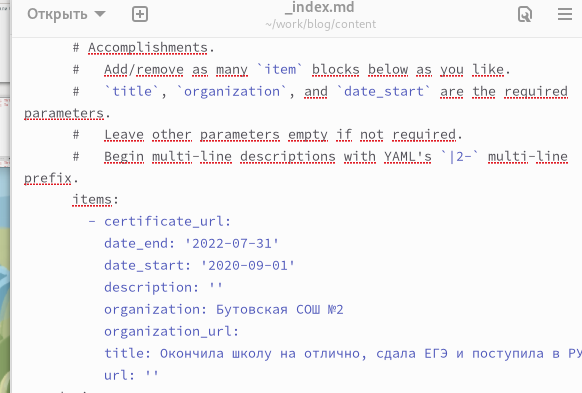 Открыть
_index.md
~/work/blog/content
# Accomplishments.
#   Add/remove as many `item` blocks below as you like.
#   `title`, `organization`, and `date_start` are the required
parameters.
#   Leave other parameters empty if not required.
#   Begin multi-line descriptions with YAML's `|2-` multi-line
prefix.
items:
- certificate_url:
date_end: '2022-07-31'
date_start: '2020-09-01'
description: ''
organization: Бутовская СОШ №2
organization_url:
title: Окончила школу на отлично, сдала ЕГЭ и поступила в РУ
url: ''